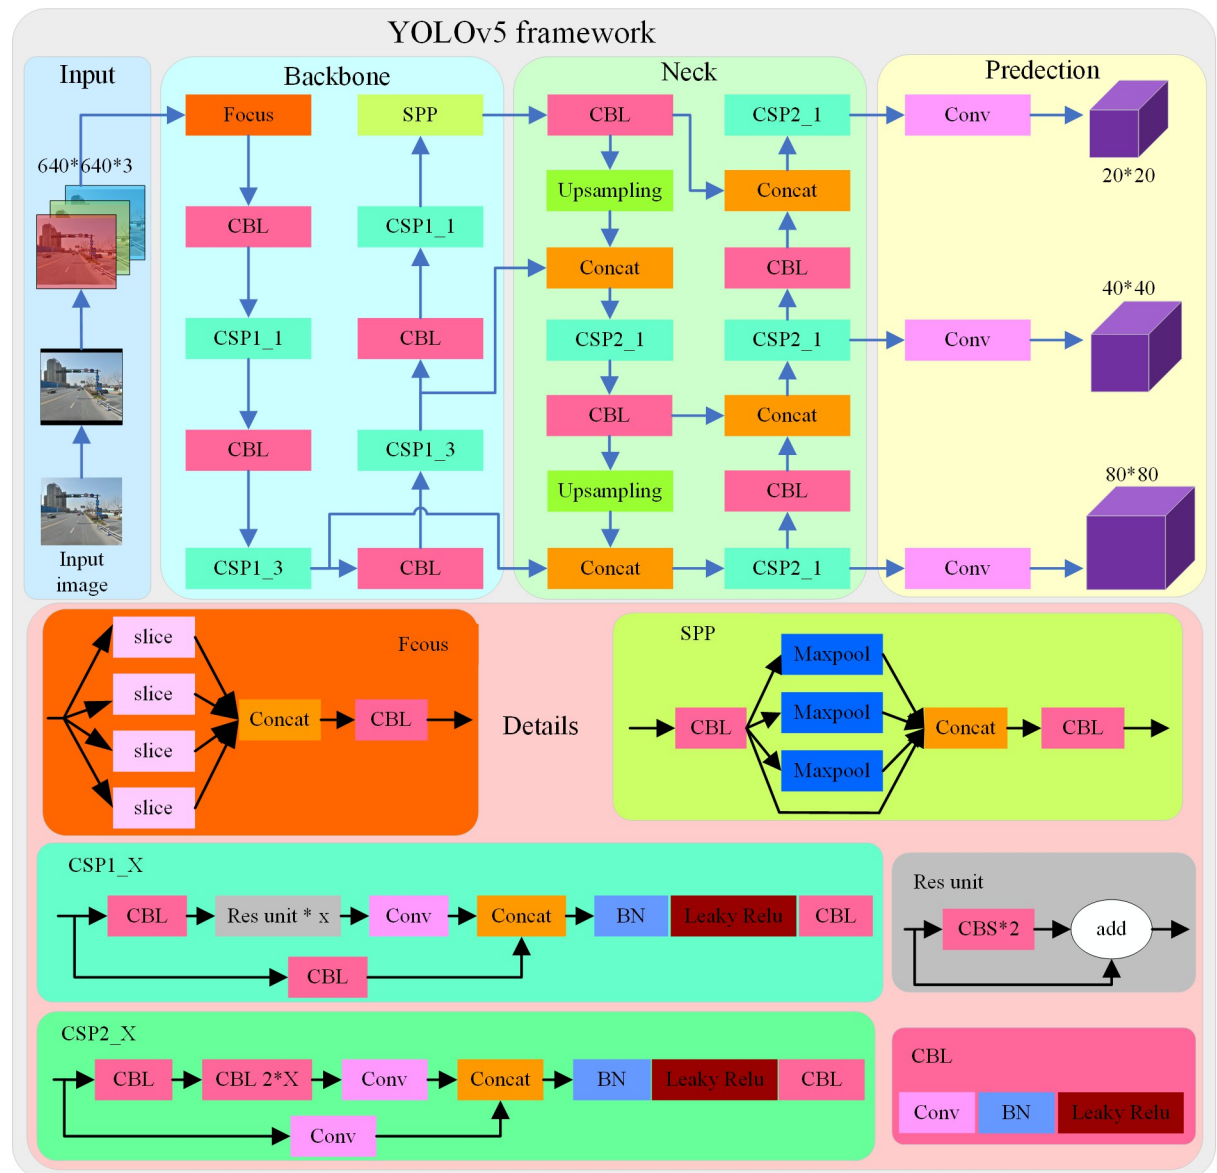 YOLOv5 framework
Input
Backbone
Neck
Predection
640*640*3
Input
image
Focus
CBL
CSP1_1
CBL
CSP1_3
SPP
CSP1_1
CBL
CSP1_3
CBL
CBL
Upsampling
Concat
CSP2_1
CBL
Upsampling
Concat
CSP2_1
Concat
CBL
CSP2_1
Concat
CBL
CSP2_1
Conv
20*20
40*40
Conv
80*80
Conv
Fcous
slice
slice
slice
slice
Concat
CBL
Details
SPP
CBL
Maxpool
Maxpool
Maxpool
Concat
CBL
CSP1_X
CBL
Res unit * x
Conv
Concat
BN
Leaky Relu
CBL
CBL
Res unit
CBS*2
add
CSP2_X
CBL
CBL 2*X
Conv
Concat
BN
Leaky Relu
CBL
Conv
CBL
Conv
BN
Leaky Relu